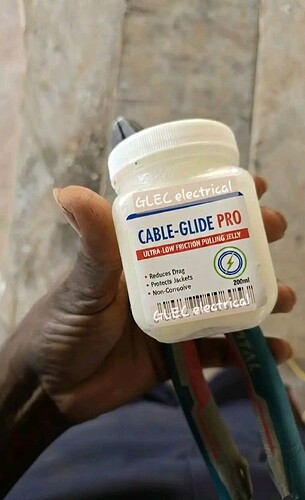 GLEC electrical
CABLE-GLIDE PRO
ULTRA-LOW FRICTION PULLING JELLY
• Reduces Drag
• Protects Jackets
• Non-Corrosive
200ml
GLEC electrical
TOTAL